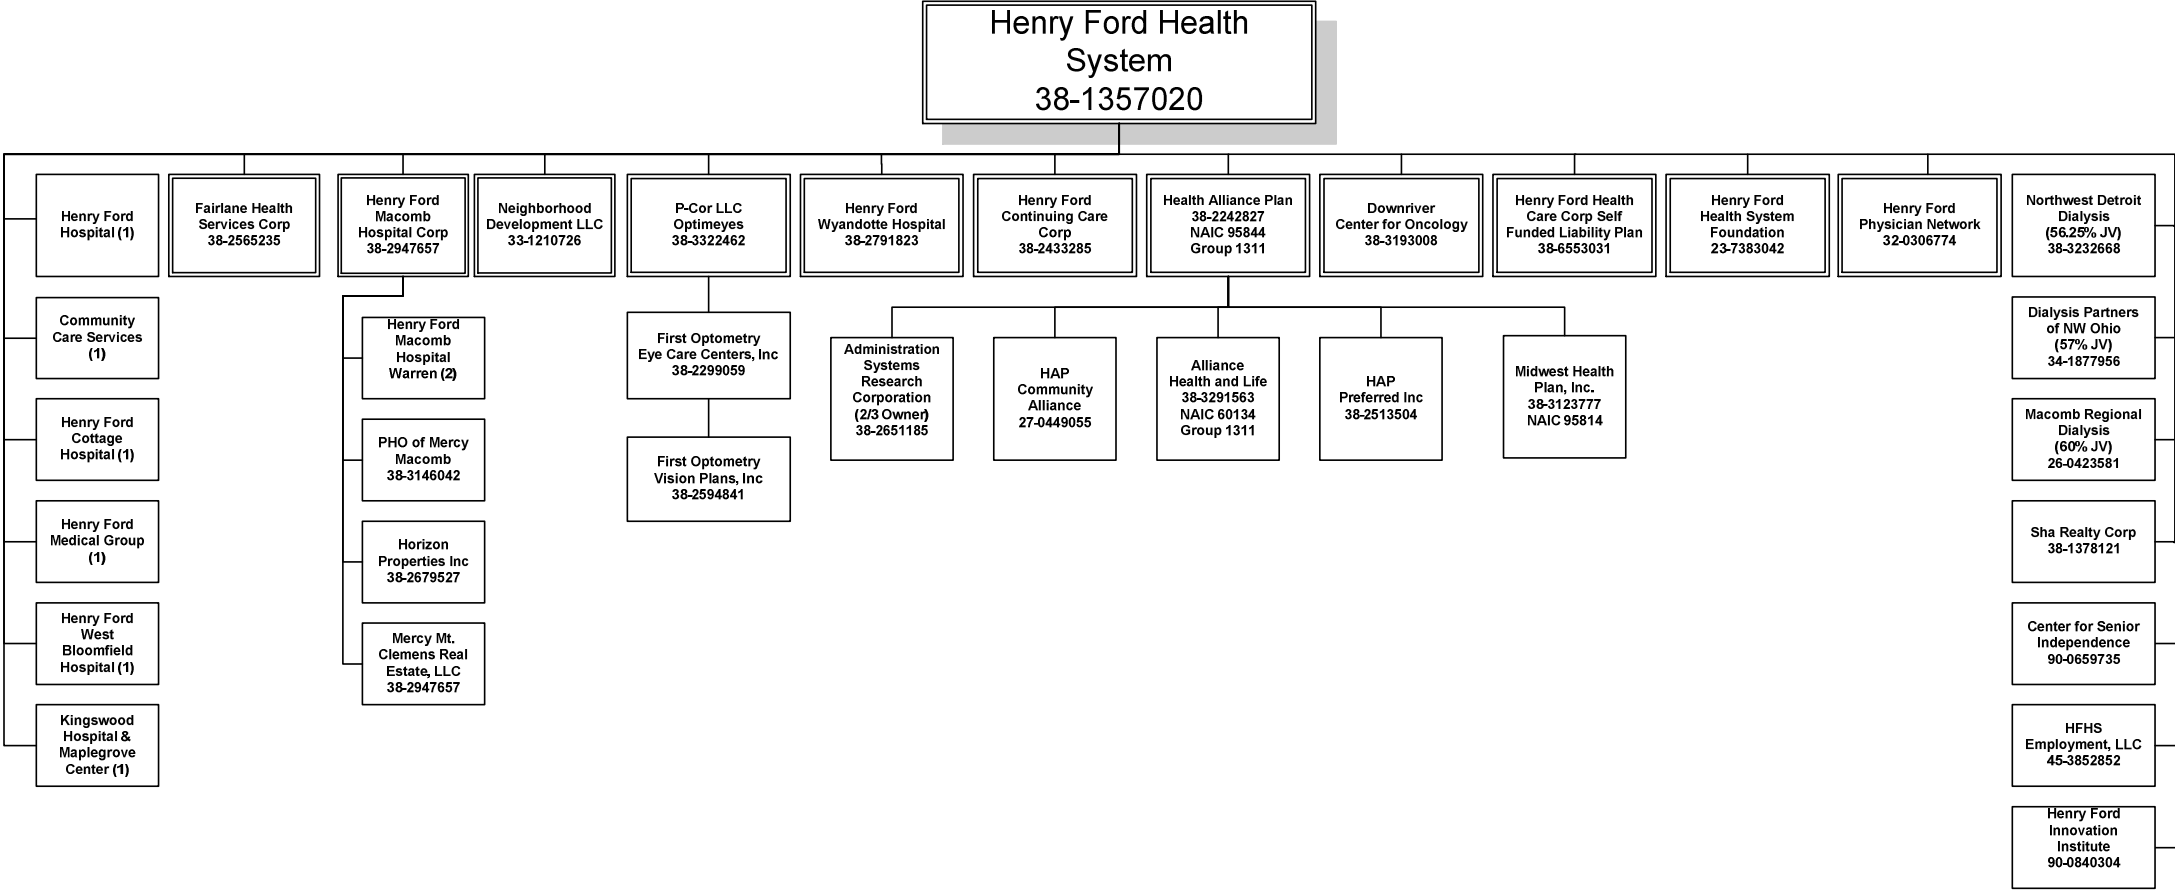 Henry Ford Health
System
38-1357020
Henry Ford
Hospital (1)
Fairlane Health
Services Corp
38-2565235
Henry Ford
Macomb
Hospital Corp
38-2947657
Neighborhood
Development LLC
33-1210726
P-Cor LLC
Optimeyes
38-3322462
Henry Ford
Wyandotte Hospital
38-2791823
Henry Ford
Continuing Care
Corp
38-2433285
Health Alliance Plan
38-2242827
NAIC 95844
Group 1311
Downriver
Center for Oncology
38-3193008
Henry Ford Health
Care Corp Self
Funded Liability Plan
38-6553031
Henry Ford
Health System
Foundation
23-7383042
Henry Ford
Physician Network
32-0306774
Northwest Detroit
Dialysis
(56.25% JV)
38-3232668
Community
Care Services
(1)
Henry Ford
Cottage
Hospital (1)
Henry Ford
Medical Group
(1)
Henry Ford
West
Bloomfield
Hospital (1)
Kingswood
Hospital &
Maplegrove
Center (1)
Henry Ford
Macomb
Hospital
Warren (2)
PHO of Mercy
Macomb
38-3146042
Horizon
Properties Inc
38-2679527
Mercy Mt.
Clemens Real
Estate, LLC
38-2947657
First Optometry
Eye Care Centers, Inc
38-2299059
First Optometry
Vision Plans, Inc
38-2594841
Administration
Systems
Research
Corporation
(2/3 Owner)
38-2651185
HAP
Community
Alliance
27-0449055
Alliance
Health and Life
38-3291563
NAIC 60134
Group 1311
HAP
Preferred Inc
38-2513504
Midwest Health
Plan, Inc.
38-3123777
NAIC 95814
Dialysis Partners
of NW Ohio
(57% JV)
34-1877956
Macomb Regional
Dialysis
(60% JV)
26-0423581
Sha Realty Corp
38-1378121
Center for Senior
Independence
90-0659735
HFHS
Employment, LLC
45-3852852
Henry Ford
Innovation
Institute
90-0840304